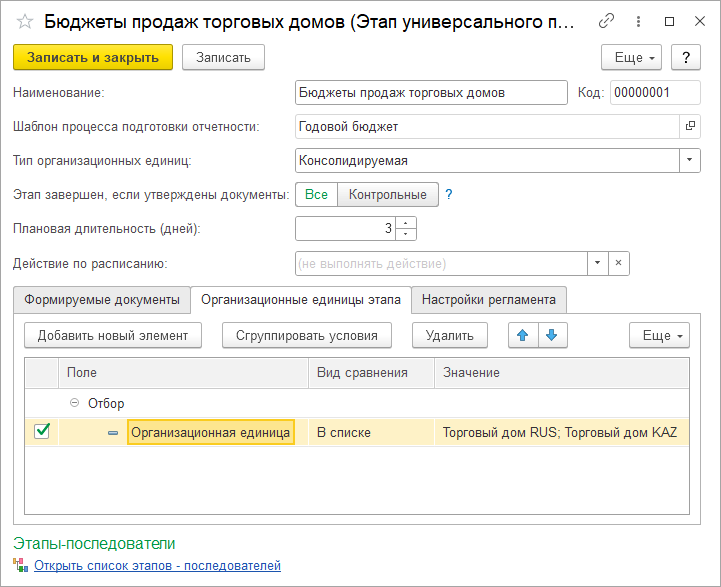 Бюджеты продаж торговых домов (Этап универсального п...
Записать и закрыть Записать Еще ?
Наименование: Бюджеты продаж торговых домов Код: 00000001
Шаблон процесса подготовки отчетности: Годовой бюджет
Тип организационных единиц: Консолидируемая
Этап завершен, если утверждены документы: Все Контрольные ?
Плановая длительность (дней): 3
Действие по расписанию: (не выполнять действие)
Формируемые документы Организационные единицы этапа Настройки регламента
Добавить новый элемент Сгруппировать условия Удалить Еще
Поле Вид сравнения Значение
Отбор
Организационная единица В списке Торговый дом RUS; Торговый дом KAZ
Этапы-последователи
Открыть список этапов - последователей